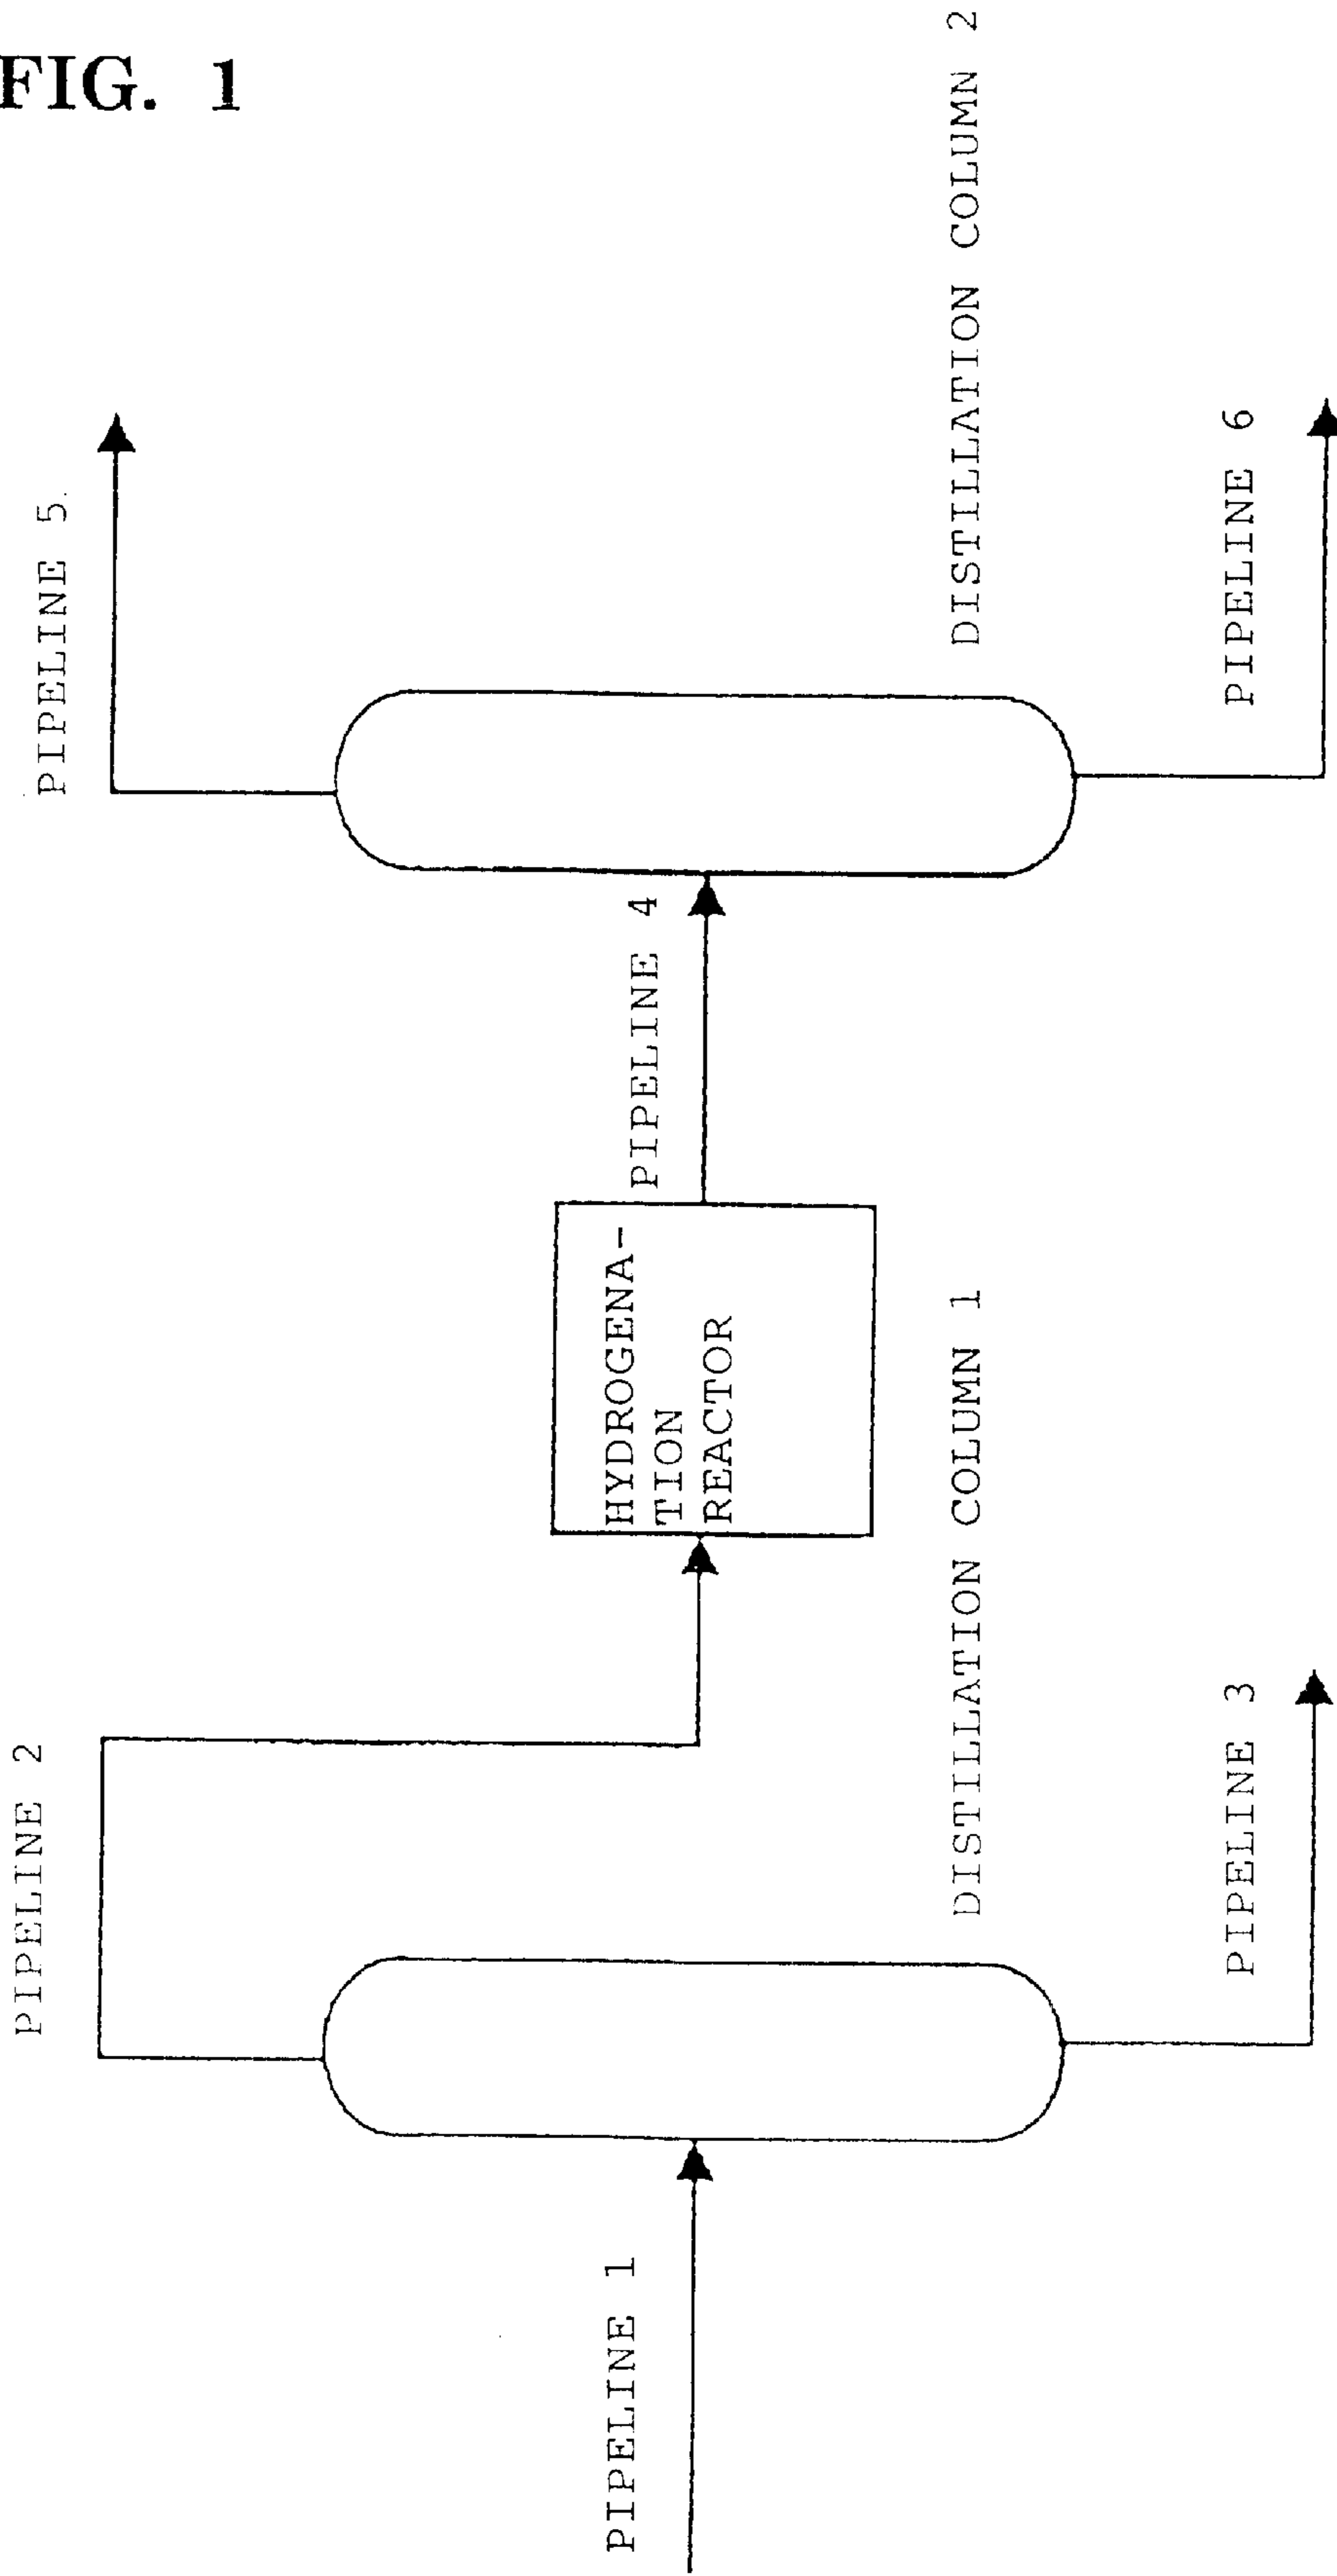 FIG. 1
PIPELINE 1
PIPELINE 2
DISTILLATION COLUMN 1
PIPELINE 3
HYDROGENA-
TION
REACTOR
PIPELINE 4
PIPELINE 5.
DISTILLATION COLUMN 2
PIPELINE 6